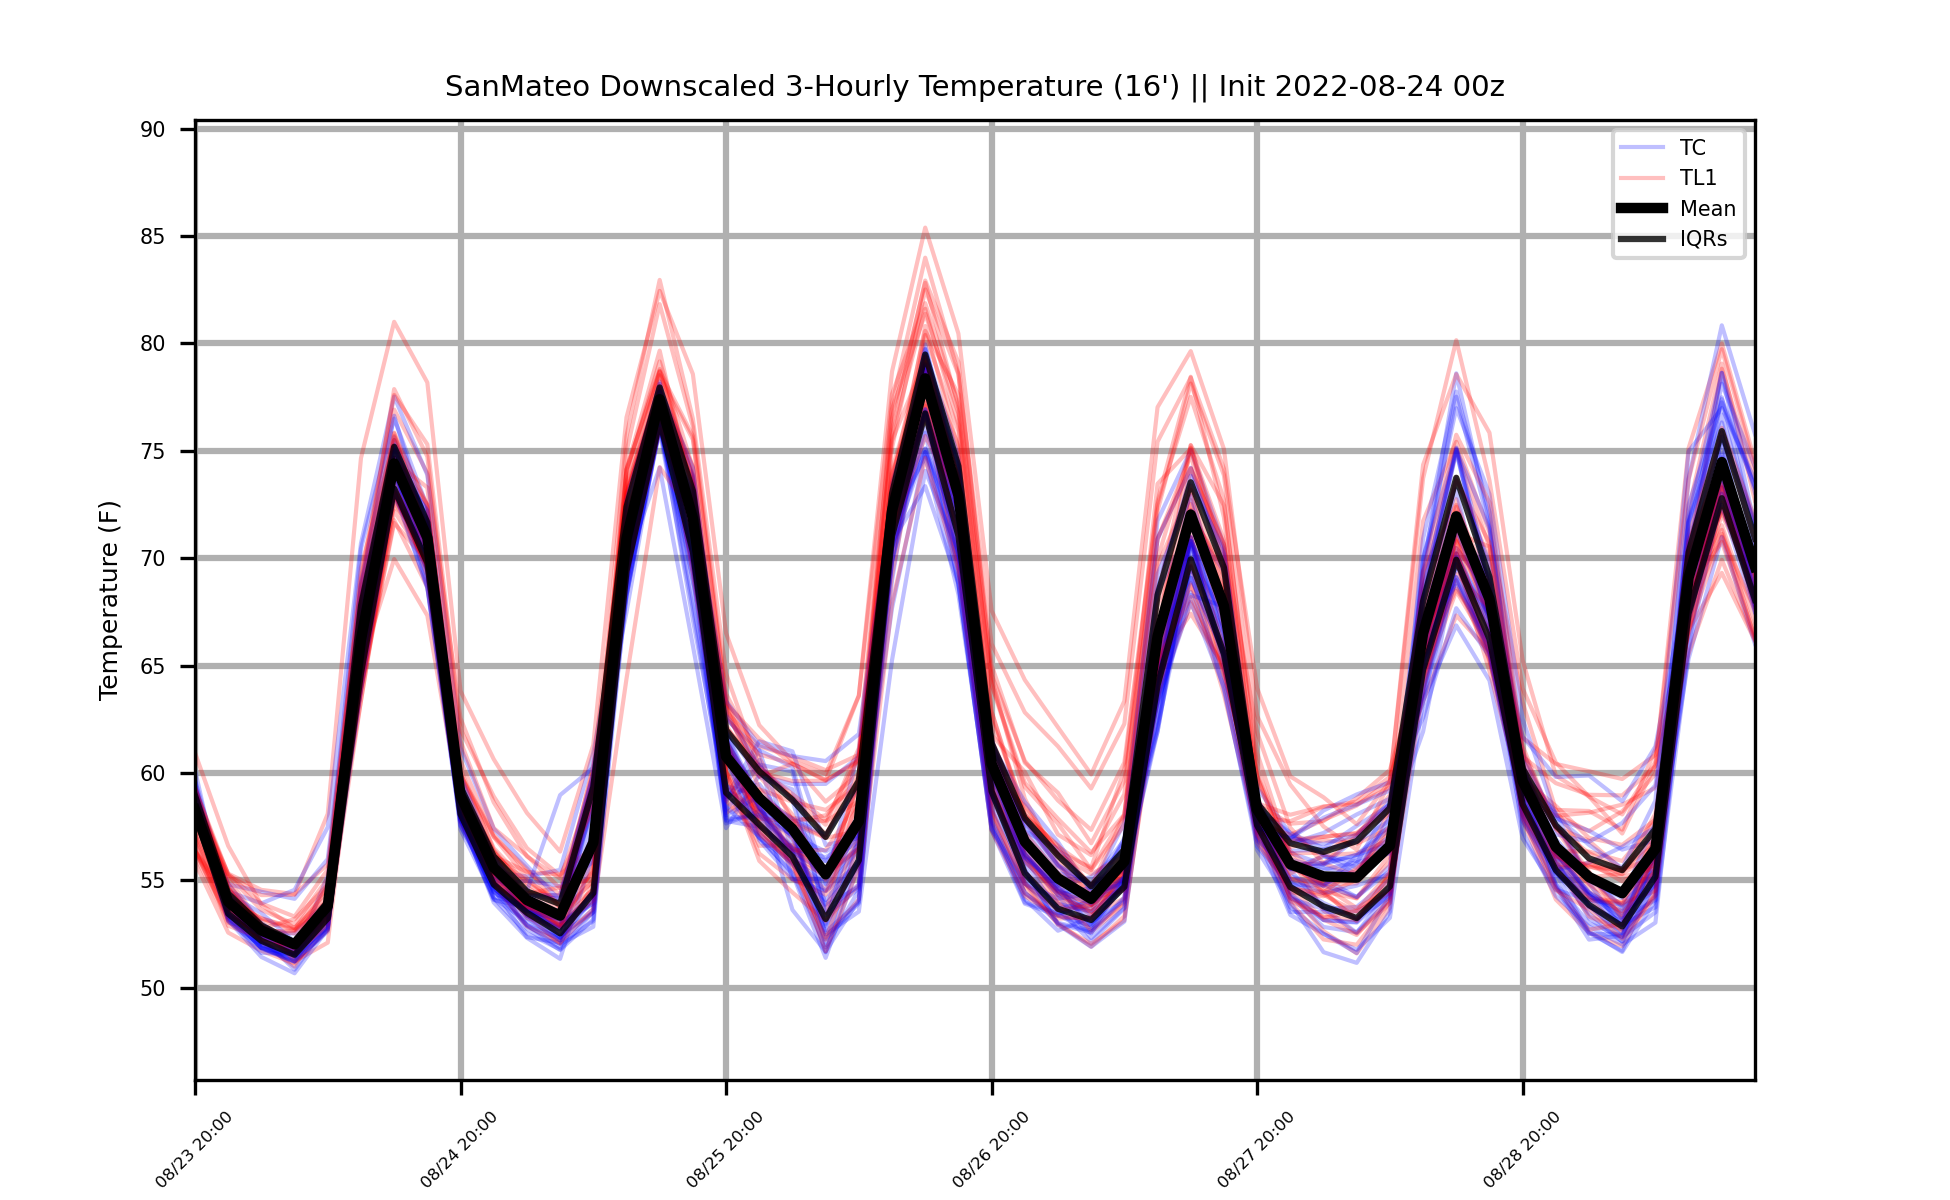 SanMateo Downscaled 3-Hourly Temperature (16') || Init 2022-08-24 00z
90
85
80
75
70
65
60
55
50
Temperature (F)
TC
TL1
Mean
IQRs
08/23 20:00
08/24 20:00
08/25 20:00
08/26 20:00
08/27 20:00
08/28 20:00